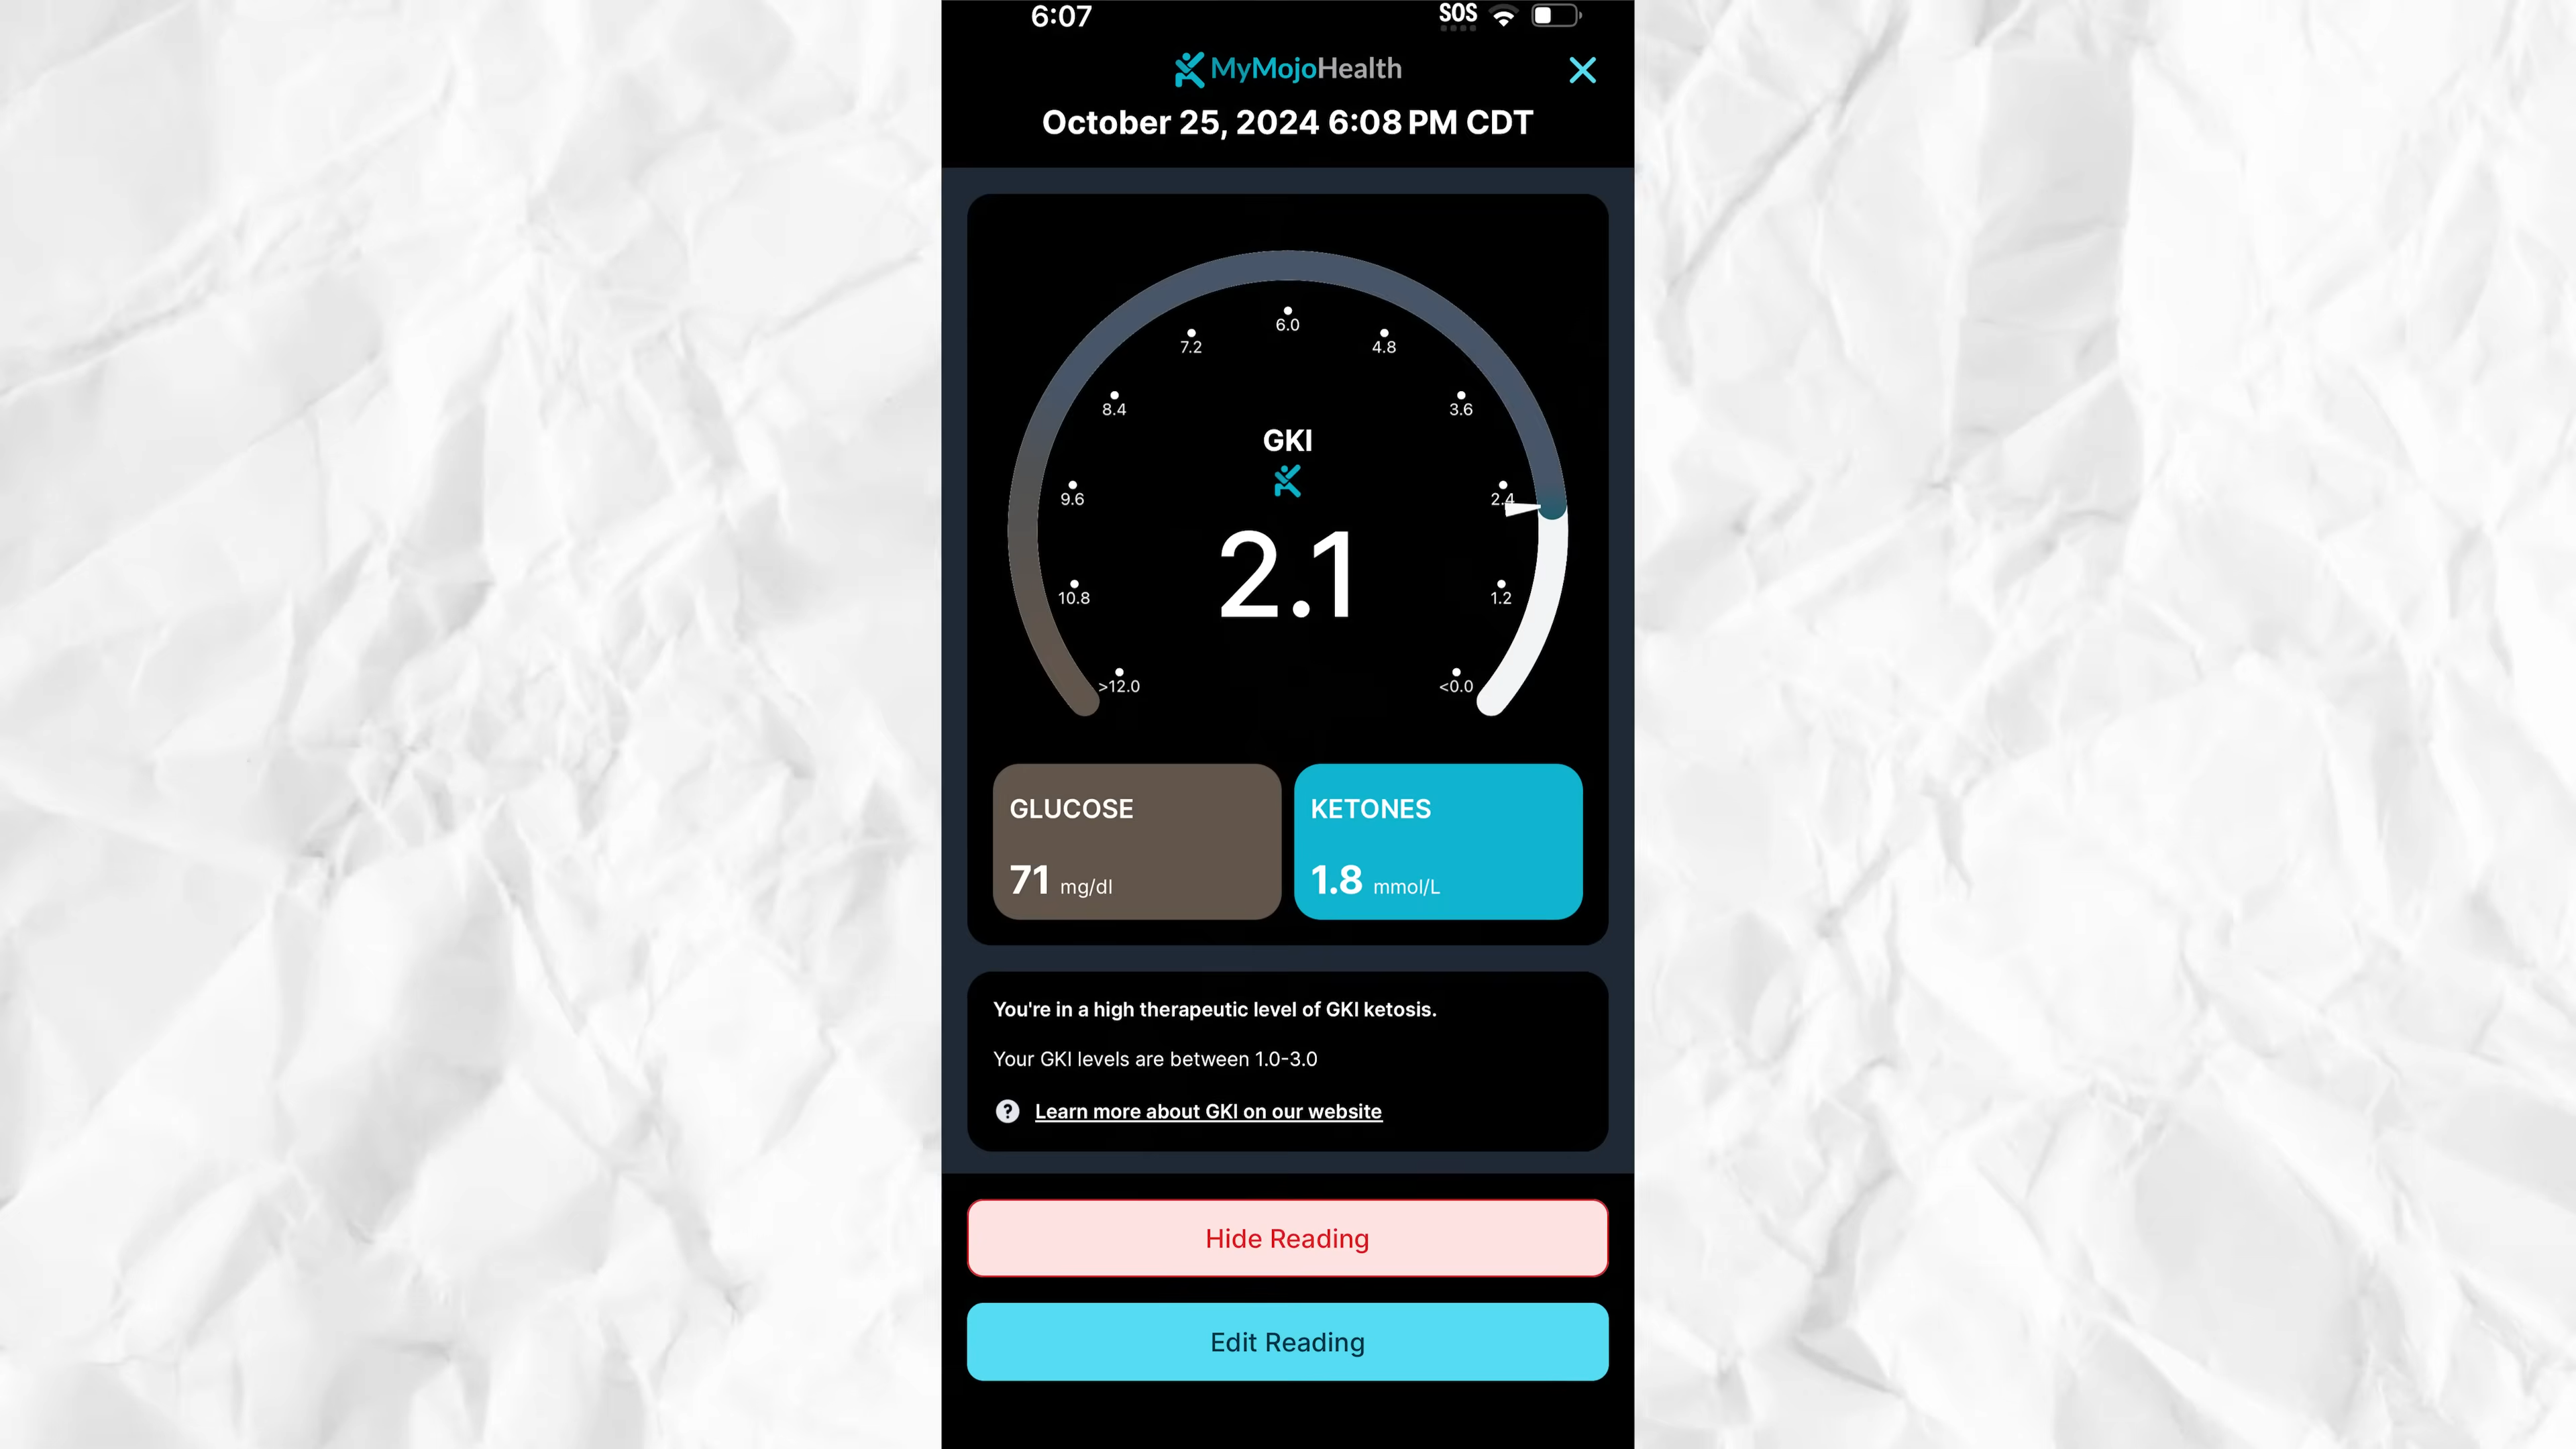 6:07 SOS
MyMojoHealth
October 25, 2024 6:08 PM CDT
6.0
7.2 4.8
8.4 3.6
GKI
9.6 2.4
2.1
10.8 1.2
>12.0 <0.0
GLUCOSE KETONES
71 mg/dl 1.8 mmol/L
You're in a high therapeutic level of GKI ketosis.
Your GKI levels are between 1.0-3.0
? Learn more about GKI on our website
Hide Reading
Edit Reading